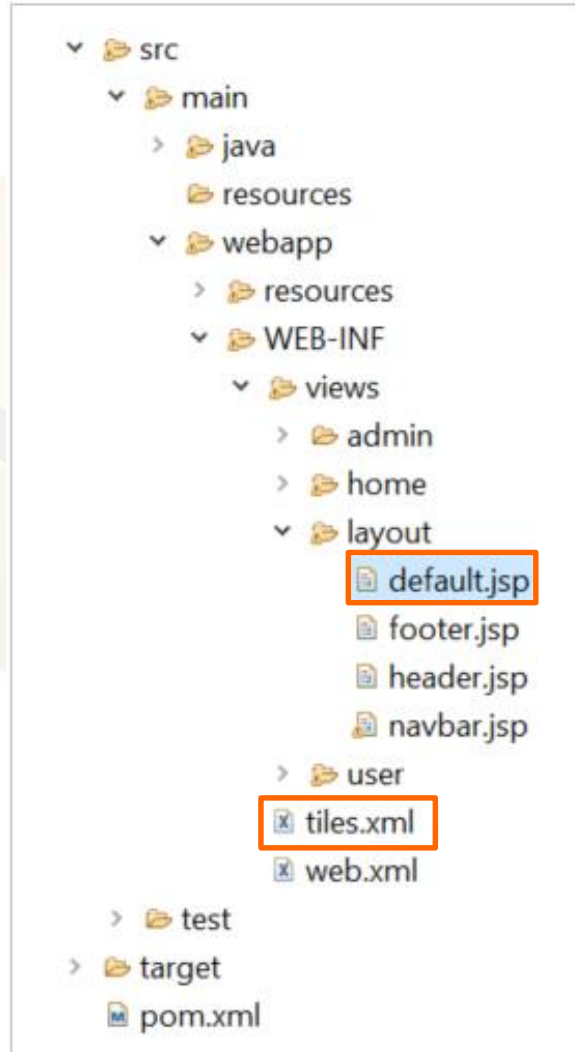 src
main
java
resources
webapp
resources
WEB-INF
views
admin
home
layout
default.jsp
footer.jsp
header.jsp
navbar.jsp
user
tiles.xml
web.xml
test
target
pom.xml